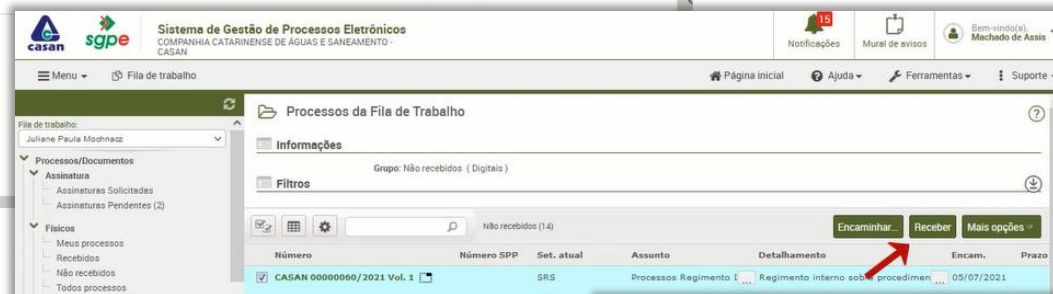 casan
sgpe
Sistema de Gestão de Processos Eletrônicos
COMPANHIA CATARINENSE DE ÁGUAS E SANEAMENTO -
CASAN
15
Notificações
Mural de avisos
Bem-vindo(a),
Machado de Assis
Menu
Fila de trabalho
Página inicial
Ajuda
Ferramentas
Suporte
Fila de trabalho:
Juliane Paula Mochnacz
Processos/Documentos
Assinatura
Assinaturas Solicitadas
Assinaturas Pendentes (2)
Físicos
Meus processos
Recebidos
Não recebidos
Todos processos
Processos da Fila de Trabalho
?
Informações
Grupo: Não recebidos ( Digitais )
Filtros
Não recebidos (14)
Encaminhar...
Receber
Mais opções
Número Número SPP Set. atual Assunto Detalhamento Encam. Prazo
CASAN 00000060/2021 Vol. 1 SRS Processos Regimento I ... Regimento interno sobre procedimen ... 05/07/2021